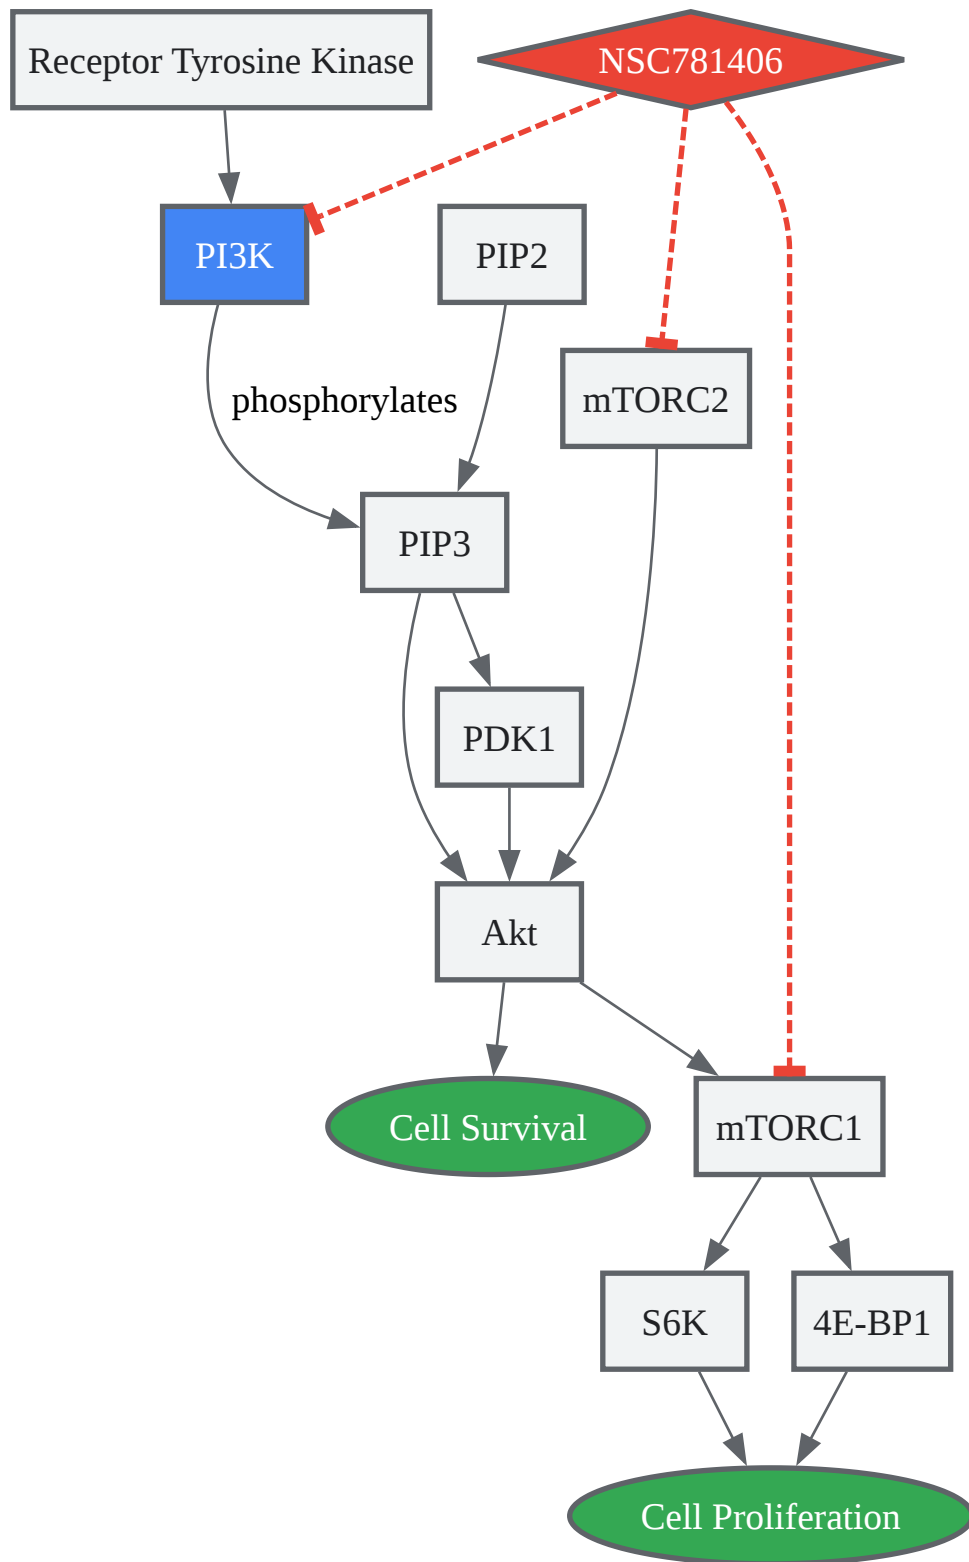 Receptor Tyrosine Kinase
NSC781406
PI3K
PIP2
phosphorylates
mTORC2
PIP3
PDK1
Akt
Cell Survival
mTORC1
S6K
4E-BP1
Cell Proliferation